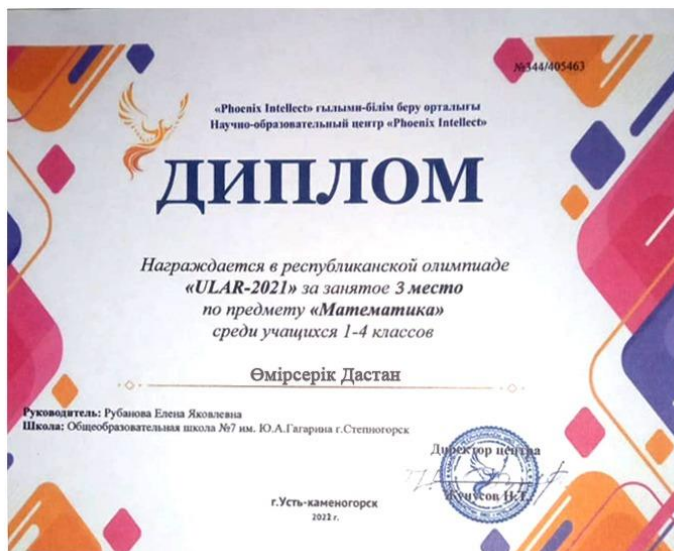 №344/405463
«Phoenix Intellect» ғылыми-білім беру орталығы
Научно-образовательный центр «Phoenix Intellect»
ДИПЛОМ
Награждается в республиканской олимпиаде
«ULAR-2021» за занятое 3 место
по предмету «Математика»
среди учащихся 1-4 классов
Өмірсерік Дастан
Руководитель: Рубанова Елена Яковлевна
Школа: Общеобразовательная школа №7 им. Ю.А.Гагарина г.Степногорск
Директор центра
Жунусов Н.Т.
г.Усть-каменогорск
2021 г.